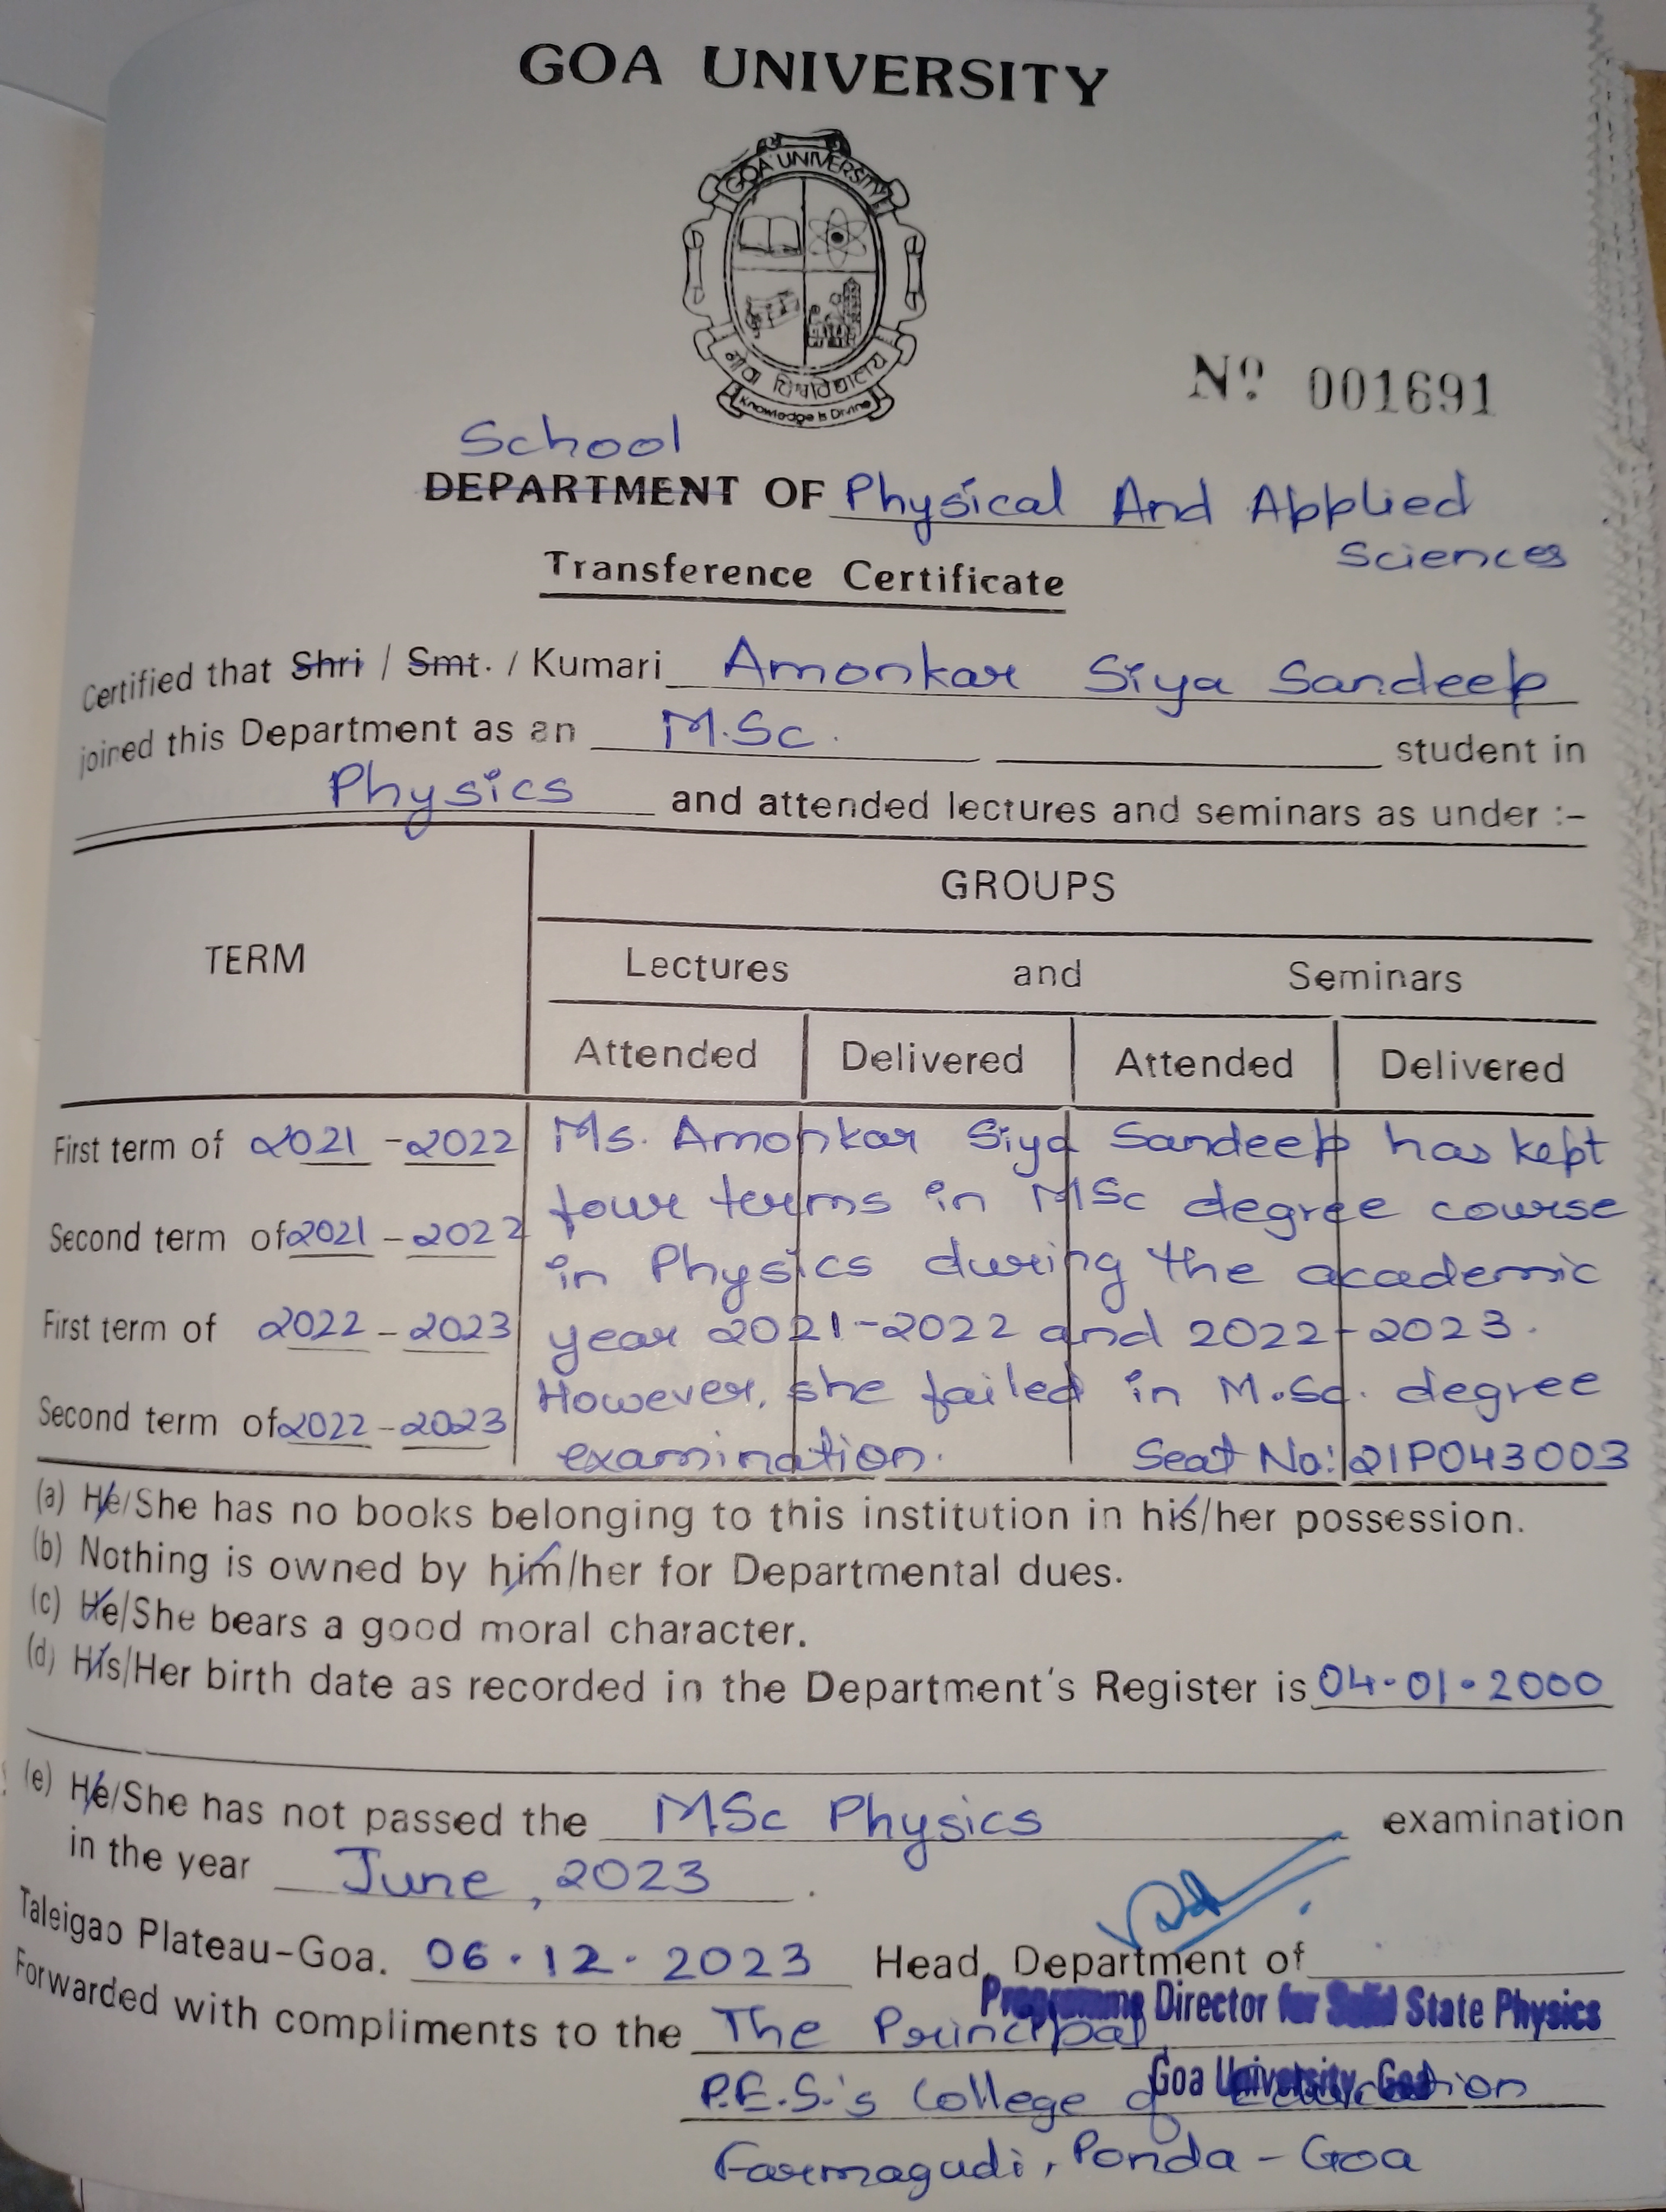 GOA UNIVERSITY
GOA UNIVERSITY
गोंय विश्वविद्यालय
Knowledge is Divine
Nº 001691
School
DEPARTMENT OF Physical And Applied
Sciences
Transference Certificate
Certified that Shri / Smt. / Kumari Amonkar Siya Sandeep
joined this Department as an M.Sc. student in
Physics and attended lectures and seminars as under :-
GROUPS
TERM Lectures and Seminars
Attended Delivered Attended Delivered
First term of 2021 - 2022 Ms. Amonkar Siya Sandeep has kept
four terms in MSc degree course
Second term of 2021 - 2022
in Physics during the academic
First term of 2022 - 2023 year 2021-2022 and 2022-2023.
However, she failed in M.Sc. degree
Second term of 2022 - 2023
examination. Seat No: 21P043003
(a) He/She has no books belonging to this institution in his/her possession.
(b) Nothing is owned by him/her for Departmental dues.
(c) He/She bears a good moral character.
(d) His/Her birth date as recorded in the Department's Register is 04.01.2000
(e) He/She has not passed the MSc Physics examination
in the year June, 2023.
Taleigao Plateau-Goa. 06.12.2023 Head, Department of
Programme Director for Solid State Physics
Forwarded with compliments to the The Principal
Goa University, Goa
P.E.S.'s College of Education
Farmagudi, Ponda - Goa